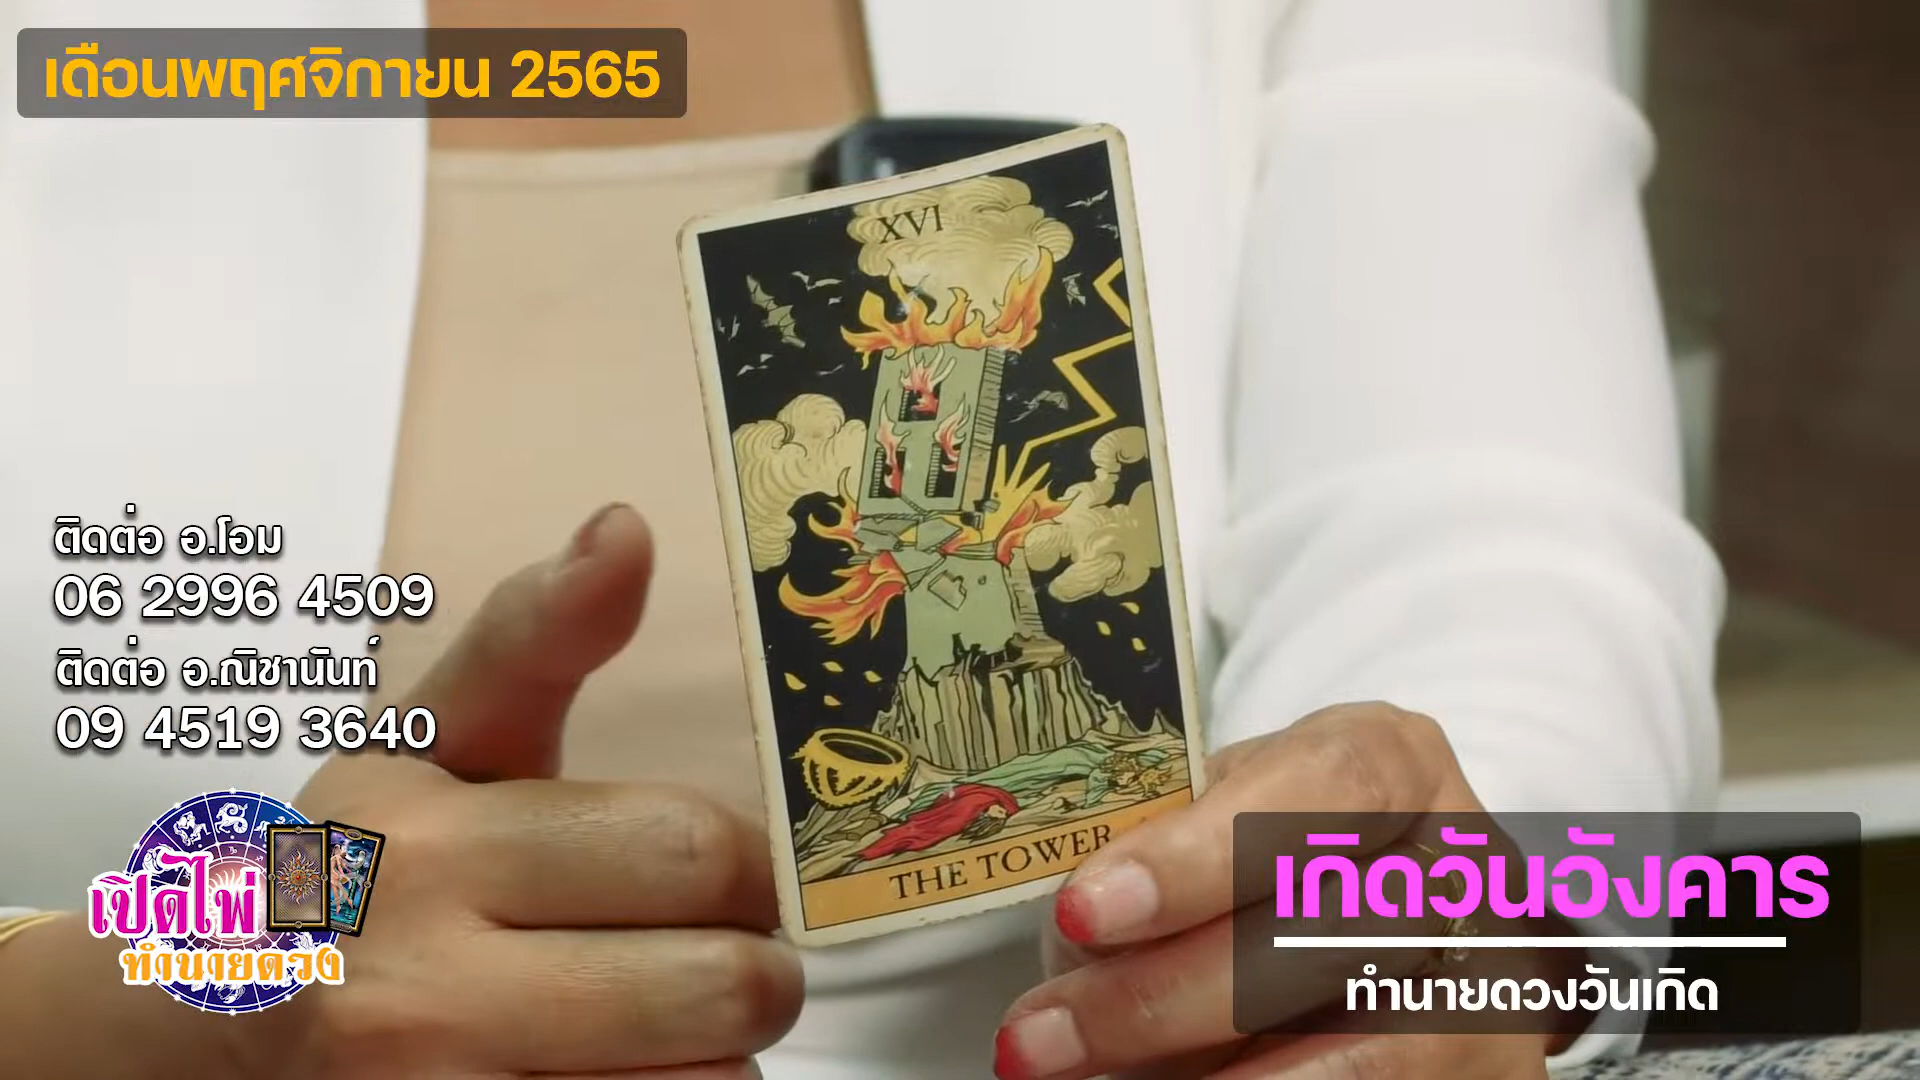 เดือนพฤศจิกายน 2565
XVI
ติดต่อ อ.โอม
06 2996 4509
ติดต่อ อ.ณิชานันท์
09 4519 3640
เปิดไพ่
ทำนายดวง
THE TOWER
เกิดวันอังคาร
ทำนายดวงวันเกิด